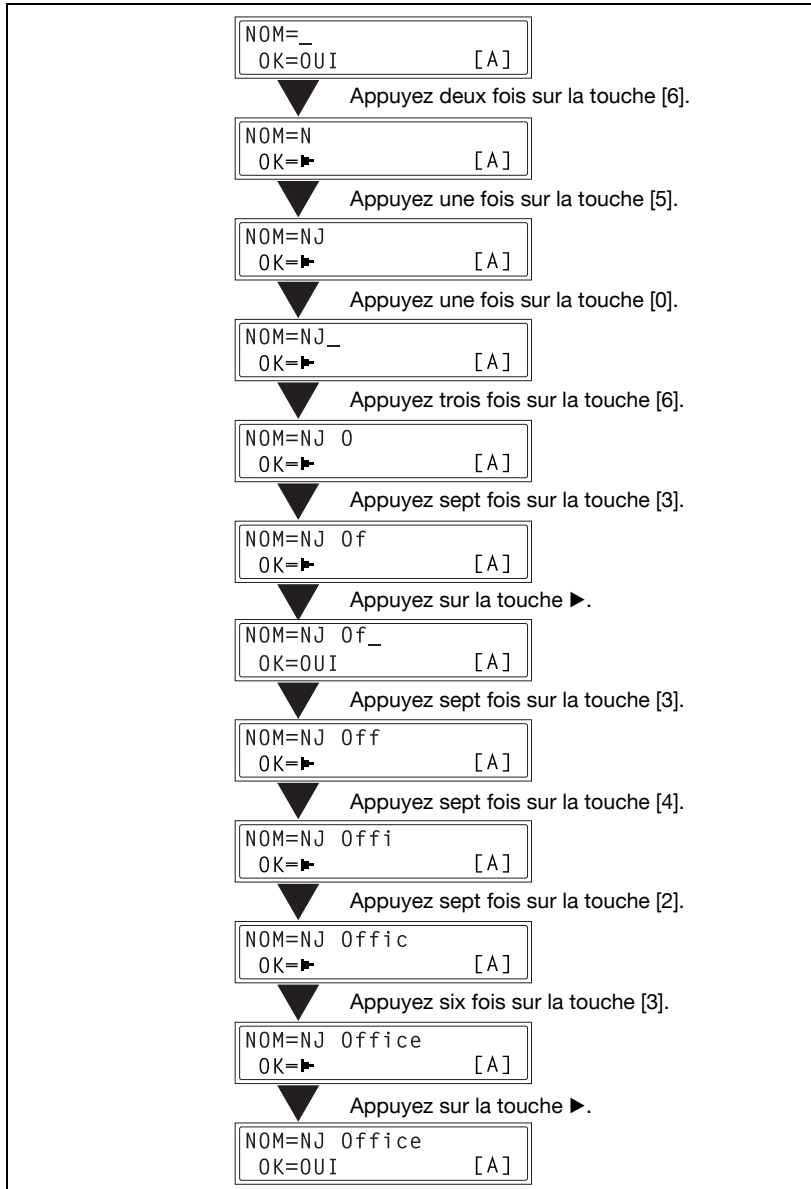 NOM=_
OK=OUI [A]
Appuyez deux fois sur la touche [6].
NOM=N
OK=► [A]
Appuyez une fois sur la touche [5].
NOM=NJ
OK=► [A]
Appuyez une fois sur la touche [0].
NOM=NJ_
OK=► [A]
Appuyez trois fois sur la touche [6].
NOM=NJ O
OK=► [A]
Appuyez sept fois sur la touche [3].
NOM=NJ Of
OK=► [A]
Appuyez sur la touche ►.
NOM=NJ Of_
OK=OUI [A]
Appuyez sept fois sur la touche [3].
NOM=NJ Off
OK=► [A]
Appuyez sept fois sur la touche [4].
NOM=NJ Offi
OK=► [A]
Appuyez sept fois sur la touche [2].
NOM=NJ Offic
OK=► [A]
Appuyez six fois sur la touche [3].
NOM=NJ Office
OK=► [A]
Appuyez sur la touche ►.
NOM=NJ Office
OK=OUI [A]